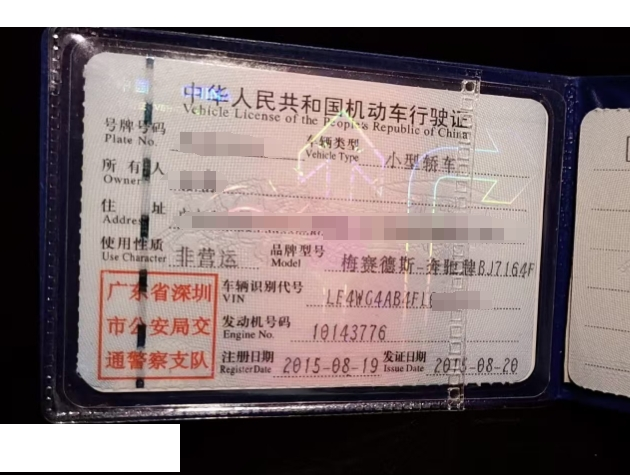 中华人民共和国机动车行驶证
Vehicle License of the People's Republic of China
号牌号码 车辆类型 小型轿车
Plate No. Vehicle Type
所有人
Owner
住址
Address
使用性质 非营运 品牌型号 梅赛德斯-奔驰牌BJ7164F
Use Character Model
广东省深圳
市公安局交
通警察支队
车辆识别代号 LE4WG4AB4FL
VIN
发动机号码 10143776
Engine No.
注册日期 2015-08-19 发证日期 2015-08-20
Register Date Issue Date